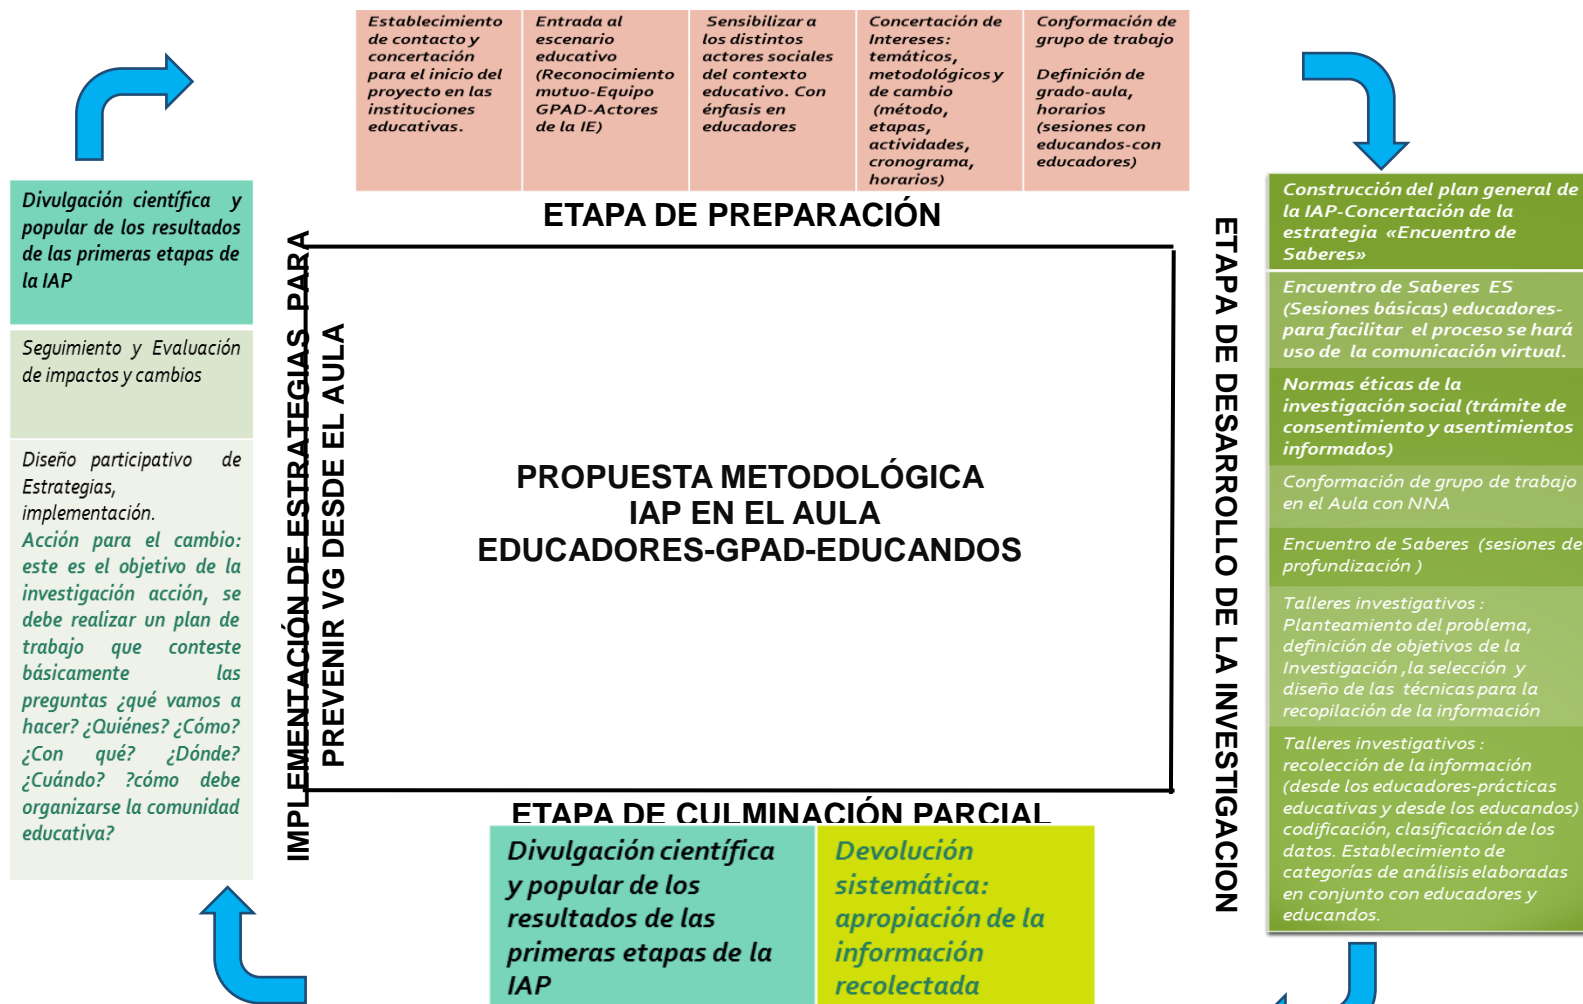 Establecimiento
de contacto y
concertación
para el inicio del
proyecto en las
instituciones
educativas.
Entrada al
escenario
educativo
(Reconocimiento
mutuo-Equipo
GPAD-Actores
de la IE)
Sensibilizar a
los distintos
actores sociales
del contexto
educativo. Con
énfasis en
educadores
Concertación de
Intereses:
temáticos,
metodológicos y
de cambio
(método,
etapas,
actividades,
cronograma,
horarios)
Conformación de
grupo de trabajo
Definición de
grado-aula,
horarios
(sesiones con
educandos-con
educadores)
ETAPA DE PREPARACIÓN
Construcción del plan general de
la IAP-Concertación de la
estrategia «Encuentro de
Saberes»
Encuentro de Saberes ES
(Sesiones básicas) educadores-
para facilitar el proceso se hará
uso de la comunicación virtual.
Normas éticas de la
investigación social (trámite de
consentimiento y asentimientos
informados)
Conformación de grupo de trabajo
en el Aula con NNA
Encuentro de Saberes (sesiones de
profundización )
Talleres investigativos :
Planteamiento del problema,
definición de objetivos de la
Investigación ,la selección y
diseño de las técnicas para la
recopilación de la información
Talleres investigativos :
recolección de la información
(desde los educadores-prácticas
educativas y desde los educandos)
codificación, clasificación de los
datos. Establecimiento de
categorías de análisis elaboradas
en conjunto con educadores y
educandos.
ETAPA DE DESARROLLO DE LA INVESTIGACION
PROPUESTA METODOLÓGICA
IAP EN EL AULA
EDUCADORES-GPAD-EDUCANDOS
ETAPA DE CULMINACIÓN PARCIAL
Divulgación científica
y popular de los
resultados de las
primeras etapas de la
IAP
Devolución
sistemática:
apropiación de la
información
recolectada
IMPLEMENTACIÓN DE ESTRATEGIAS PARA
PREVENIR VG DESDE EL AULA
Divulgación científica y
popular de los resultados
de las primeras etapas de
la IAP
Seguimiento y Evaluación
de impactos y cambios
Diseño participativo de
Estrategias,
implementación.
Acción para el cambio:
este es el objetivo de la
investigación acción, se
debe realizar un plan de
trabajo que conteste
básicamente las
preguntas ¿qué vamos a
hacer? ¿Quiénes? ¿Cómo?
¿Con qué? ¿Dónde?
¿Cuándo? ?cómo debe
organizarse la comunidad
educativa?